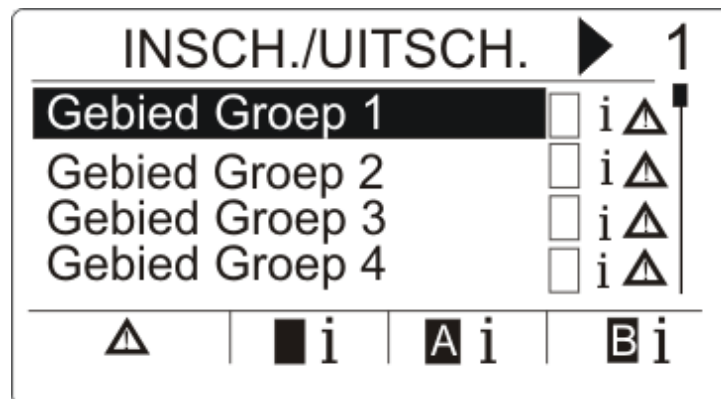 INSCH./UITSCH. ▶ 1
Gebied Groep 1 i ⚠
Gebied Groep 2 i ⚠
Gebied Groep 3 i ⚠
Gebied Groep 4 i ⚠
⚠ i A i B i